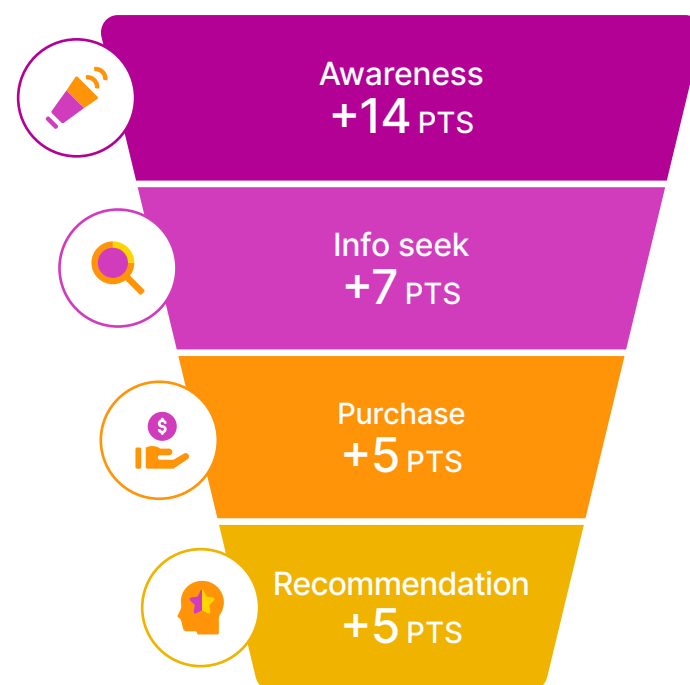 Awareness
+14 PTS
Info seek
+7 PTS
$
Purchase
+5 PTS
Recommendation
+5 PTS